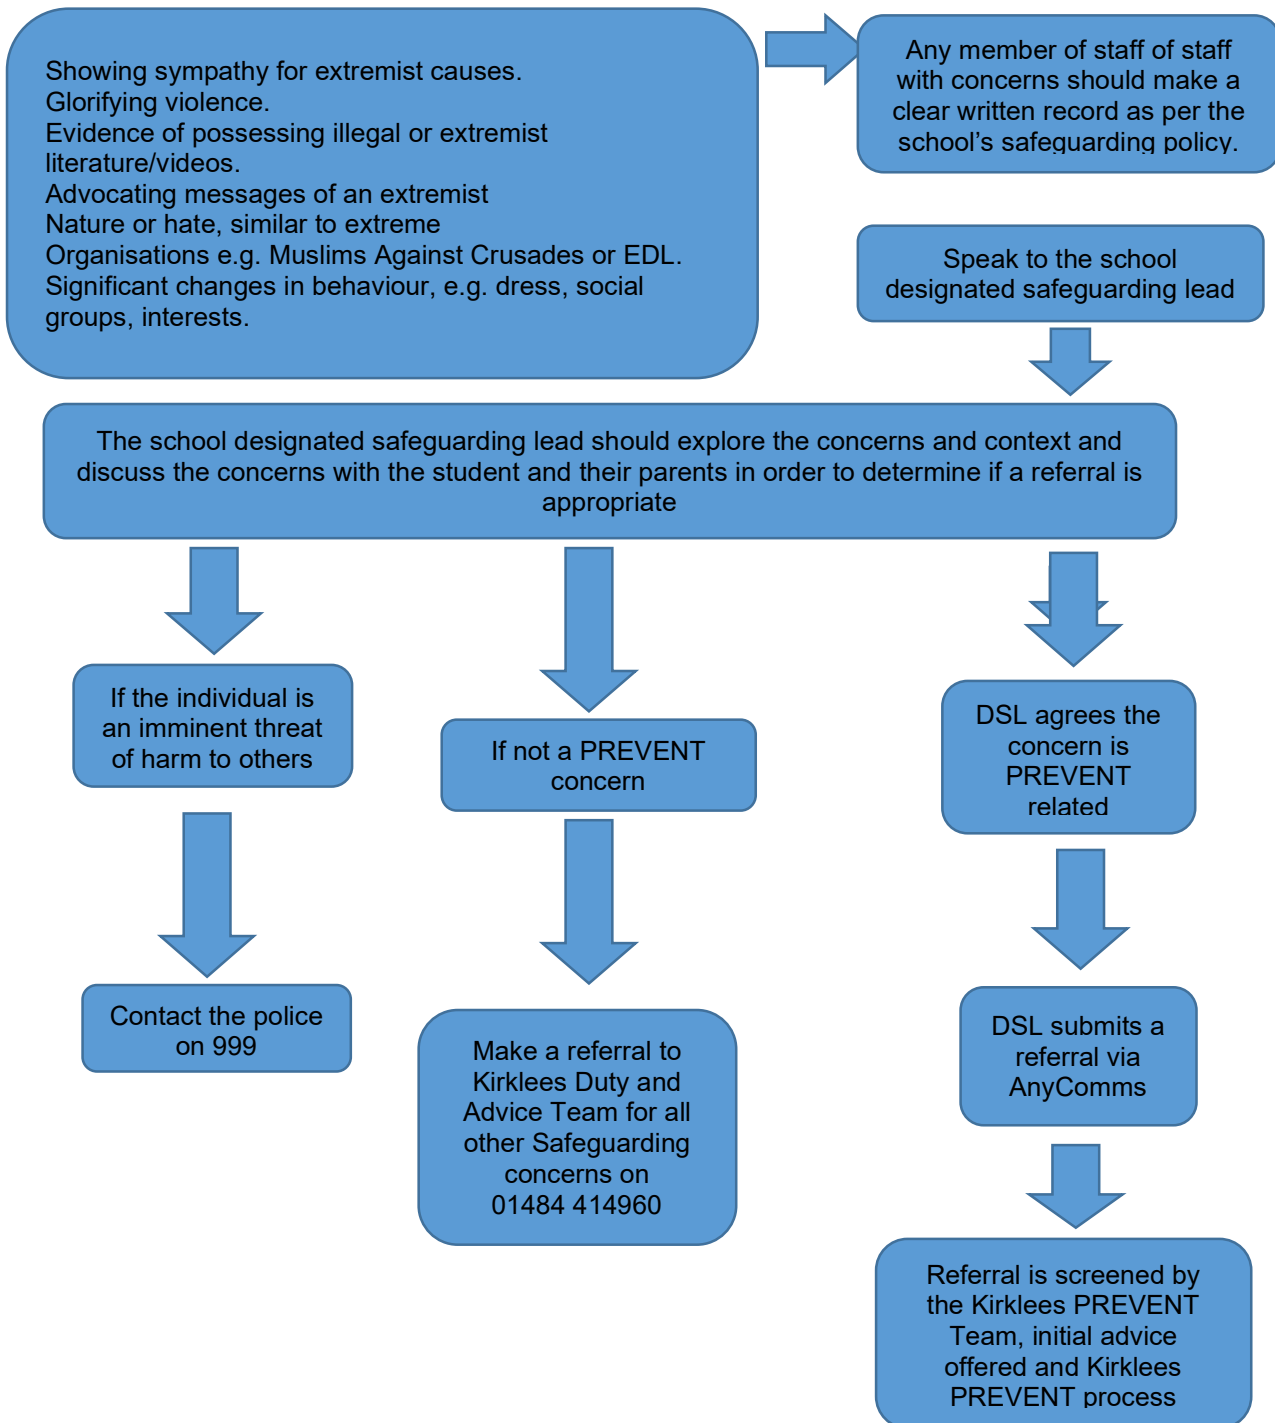 Showing sympathy for extremist causes.
Glorifying violence.
Evidence of possessing illegal or extremist
literature/videos.
Advocating messages of an extremist
Nature or hate, similar to extreme
Organisations e.g. Muslims Against Crusades or EDL.
Significant changes in behaviour, e.g. dress, social
groups, interests.
Any member of staff of staff
with concerns should make a
clear written record as per the
school’s safeguarding policy.
Speak to the school
designated safeguarding lead
The school designated safeguarding lead should explore the concerns and context and
discuss the concerns with the student and their parents in order to determine if a referral is
appropriate
If the individual is
an imminent threat
of harm to others
Contact the police
on 999
If not a PREVENT
concern
Make a referral to
Kirklees Duty and
Advice Team for all
other Safeguarding
concerns on
01484 414960
DSL agrees the
concern is
PREVENT
related
DSL submits a
referral via
AnyComms
Referral is screened by
the Kirklees PREVENT
Team, initial advice
offered and Kirklees
PREVENT process